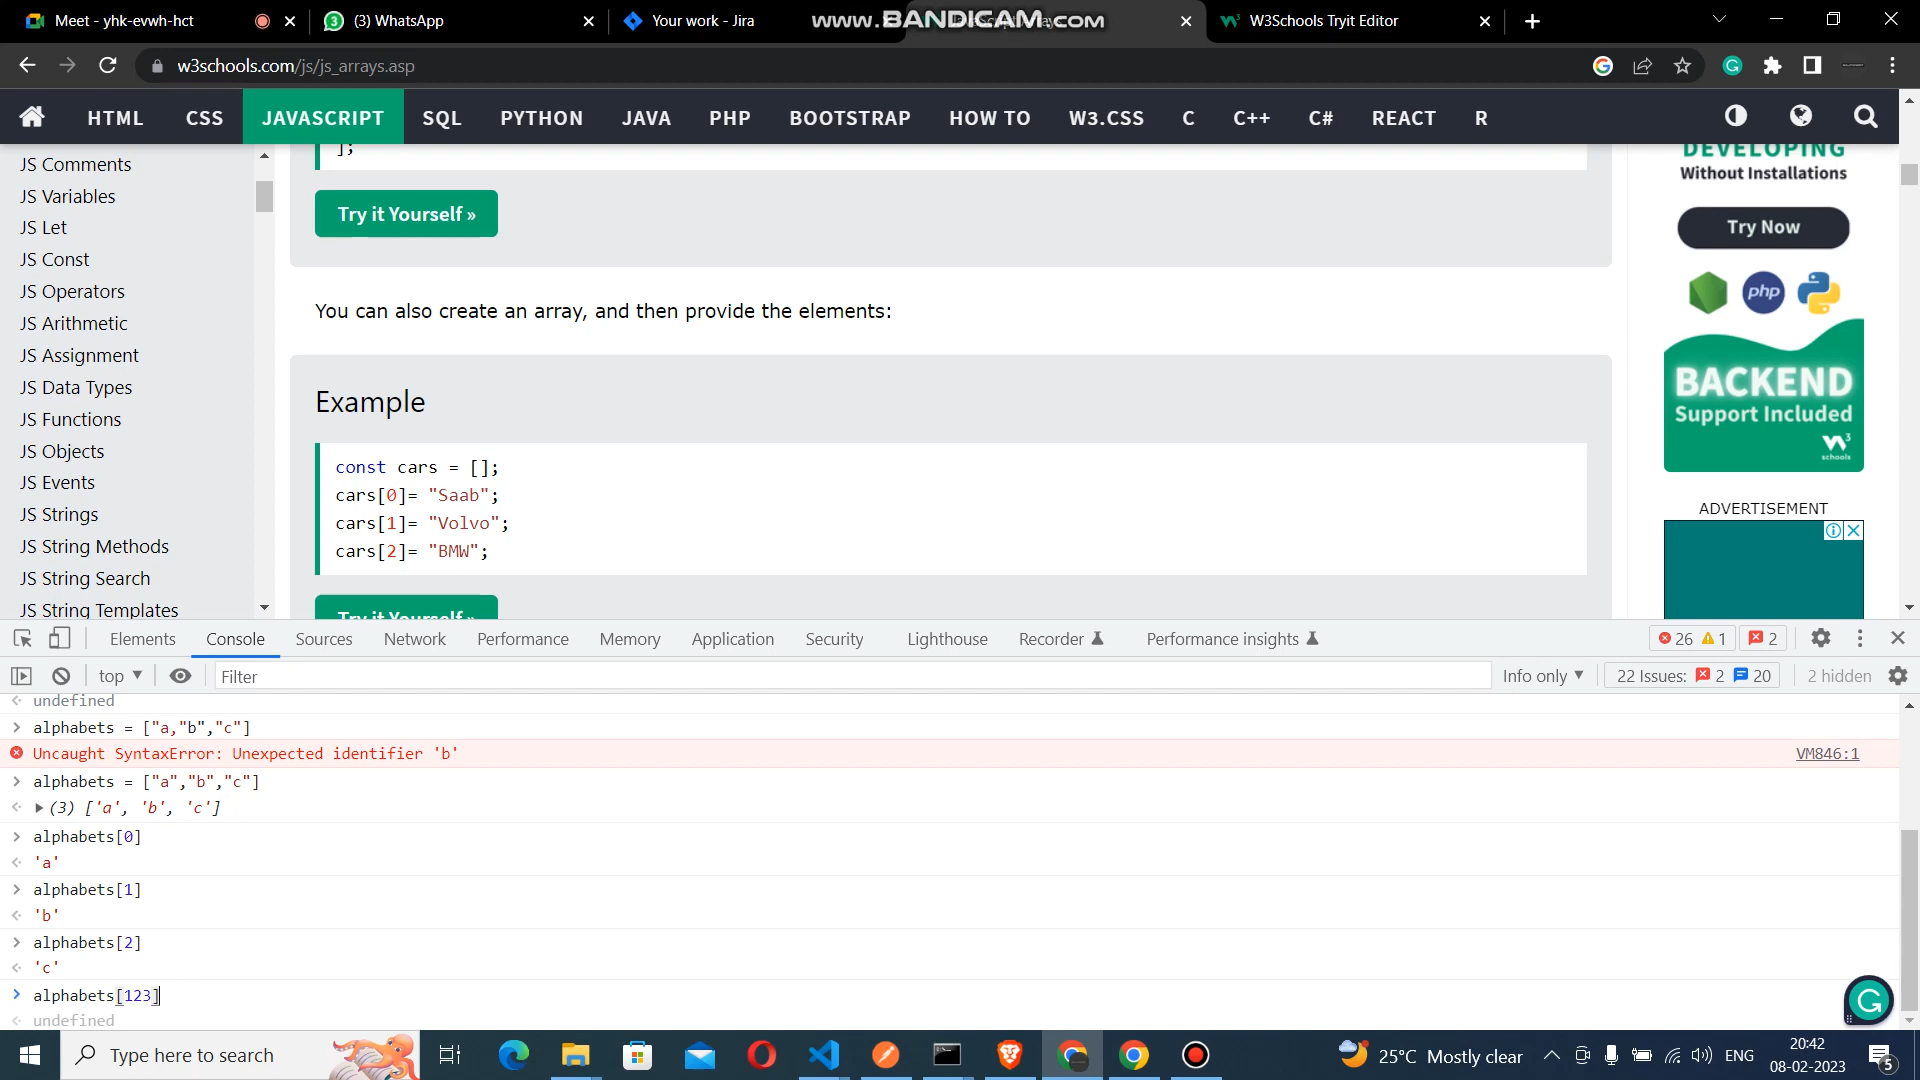 Meet - yhk-evwh-hct
(3) WhatsApp
Your work - Jira
www.BANDICAM.com
W3Schools Tryit Editor
w3schools.com/js/js_arrays.asp
HTML CSS JAVASCRIPT SQL PYTHON JAVA PHP BOOTSTRAP HOW TO W3.CSS C C++ C# REACT R
JS Comments
JS Variables
JS Let
JS Const
JS Operators
JS Arithmetic
JS Assignment
JS Data Types
JS Functions
JS Objects
JS Events
JS Strings
JS String Methods
JS String Search
JS String Templates
];
Try it Yourself »
You can also create an array, and then provide the elements:
Example
const cars = [];
cars[0]= "Saab";
cars[1]= "Volvo";
cars[2]= "BMW";
Try it Yourself »
DEVELOPING
Without Installations
Try Now
php
BACKEND
Support Included
w3
schools
ADVERTISEMENT
Elements Console Sources Network Performance Memory Application Security Lighthouse Recorder Performance insights 26 1 2
top Filter Info only 22 Issues: 2 20 2 hidden
undefined
alphabets = ["a,"b","c"]
Uncaught SyntaxError: Unexpected identifier 'b' VM846:1
alphabets = ["a","b","c"]
(3) ['a', 'b', 'c']
alphabets[0]
'a'
alphabets[1]
'b'
alphabets[2]
'c'
alphabets[123]
undefined
Type here to search
25°C Mostly clear
ENG
20:42
08-02-2023
5